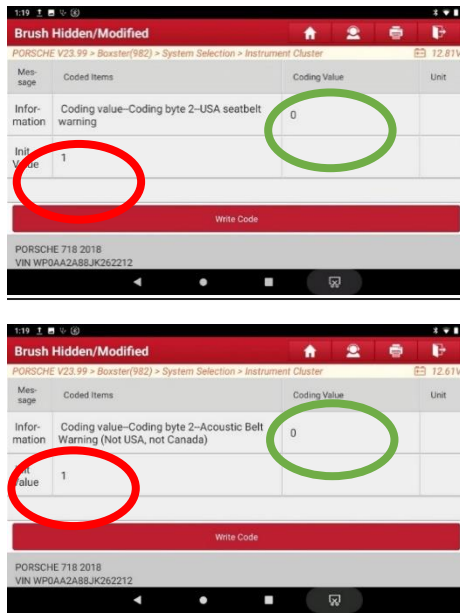 1:19
Brush Hidden/Modified
PORSCHE V23.99 > Boxster(982) > System Selection > Instrument Cluster 12.81V
Mes-
sage Coded Items Coding Value Unit
Infor-
mation Coding value–Coding byte 2–USA seatbelt
warning 0
Init
Value 1
Write Code
PORSCHE 718 2018
VIN WP0AA2A88JK262212
1:19
Brush Hidden/Modified
PORSCHE V23.99 > Boxster(982) > System Selection > Instrument Cluster 12.61V
Mes-
sage Coded Items Coding Value Unit
Infor-
mation Coding value–Coding byte 2–Acoustic Belt
Warning (Not USA, not Canada) 0
Init
Value 1
Write Code
PORSCHE 718 2018
VIN WP0AA2A88JK262212